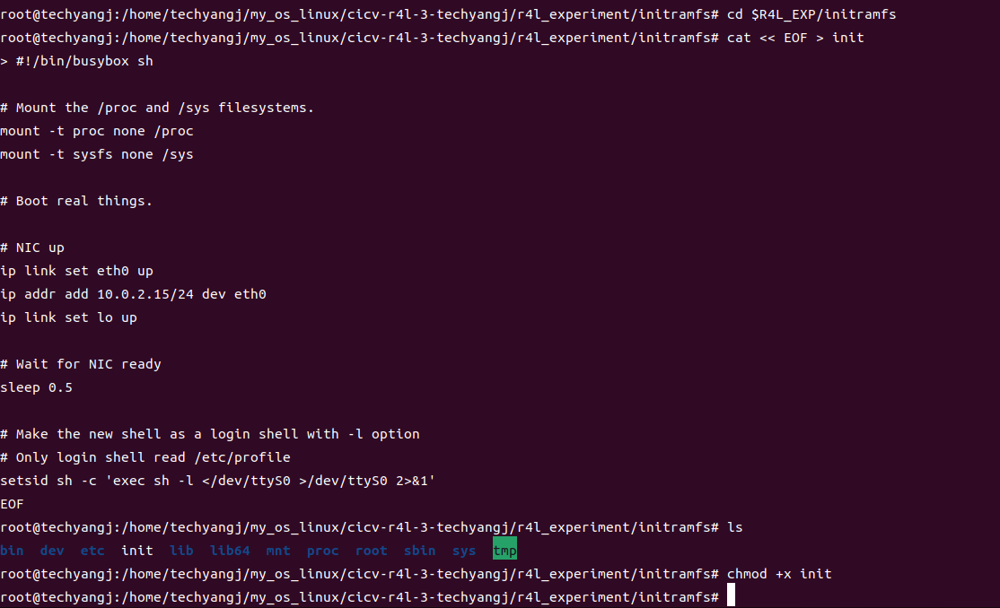 root@techyangj:/home/techyangj/my_os_linux/cicv-r4l-3-techyangj/r4l_experiment/initramfs# cd $R4L_EXP/initramfs
root@techyangj:/home/techyangj/my_os_linux/cicv-r4l-3-techyangj/r4l_experiment/initramfs# cat << EOF > init
> #!/bin/busybox sh
# Mount the /proc and /sys filesystems.
mount -t proc none /proc
mount -t sysfs none /sys
# Boot real things.
# NIC up
ip link set eth0 up
ip addr add 10.0.2.15/24 dev eth0
ip link set lo up
# Wait for NIC ready
sleep 0.5
# Make the new shell as a login shell with -l option
# Only login shell read /etc/profile
setsid sh -c 'exec sh -l </dev/ttyS0 >/dev/ttyS0 2>&1'
EOF
root@techyangj:/home/techyangj/my_os_linux/cicv-r4l-3-techyangj/r4l_experiment/initramfs# ls
bin dev etc init lib lib64 mnt proc root sbin sys tmp
root@techyangj:/home/techyangj/my_os_linux/cicv-r4l-3-techyangj/r4l_experiment/initramfs# chmod +x init
root@techyangj:/home/techyangj/my_os_linux/cicv-r4l-3-techyangj/r4l_experiment/initramfs#